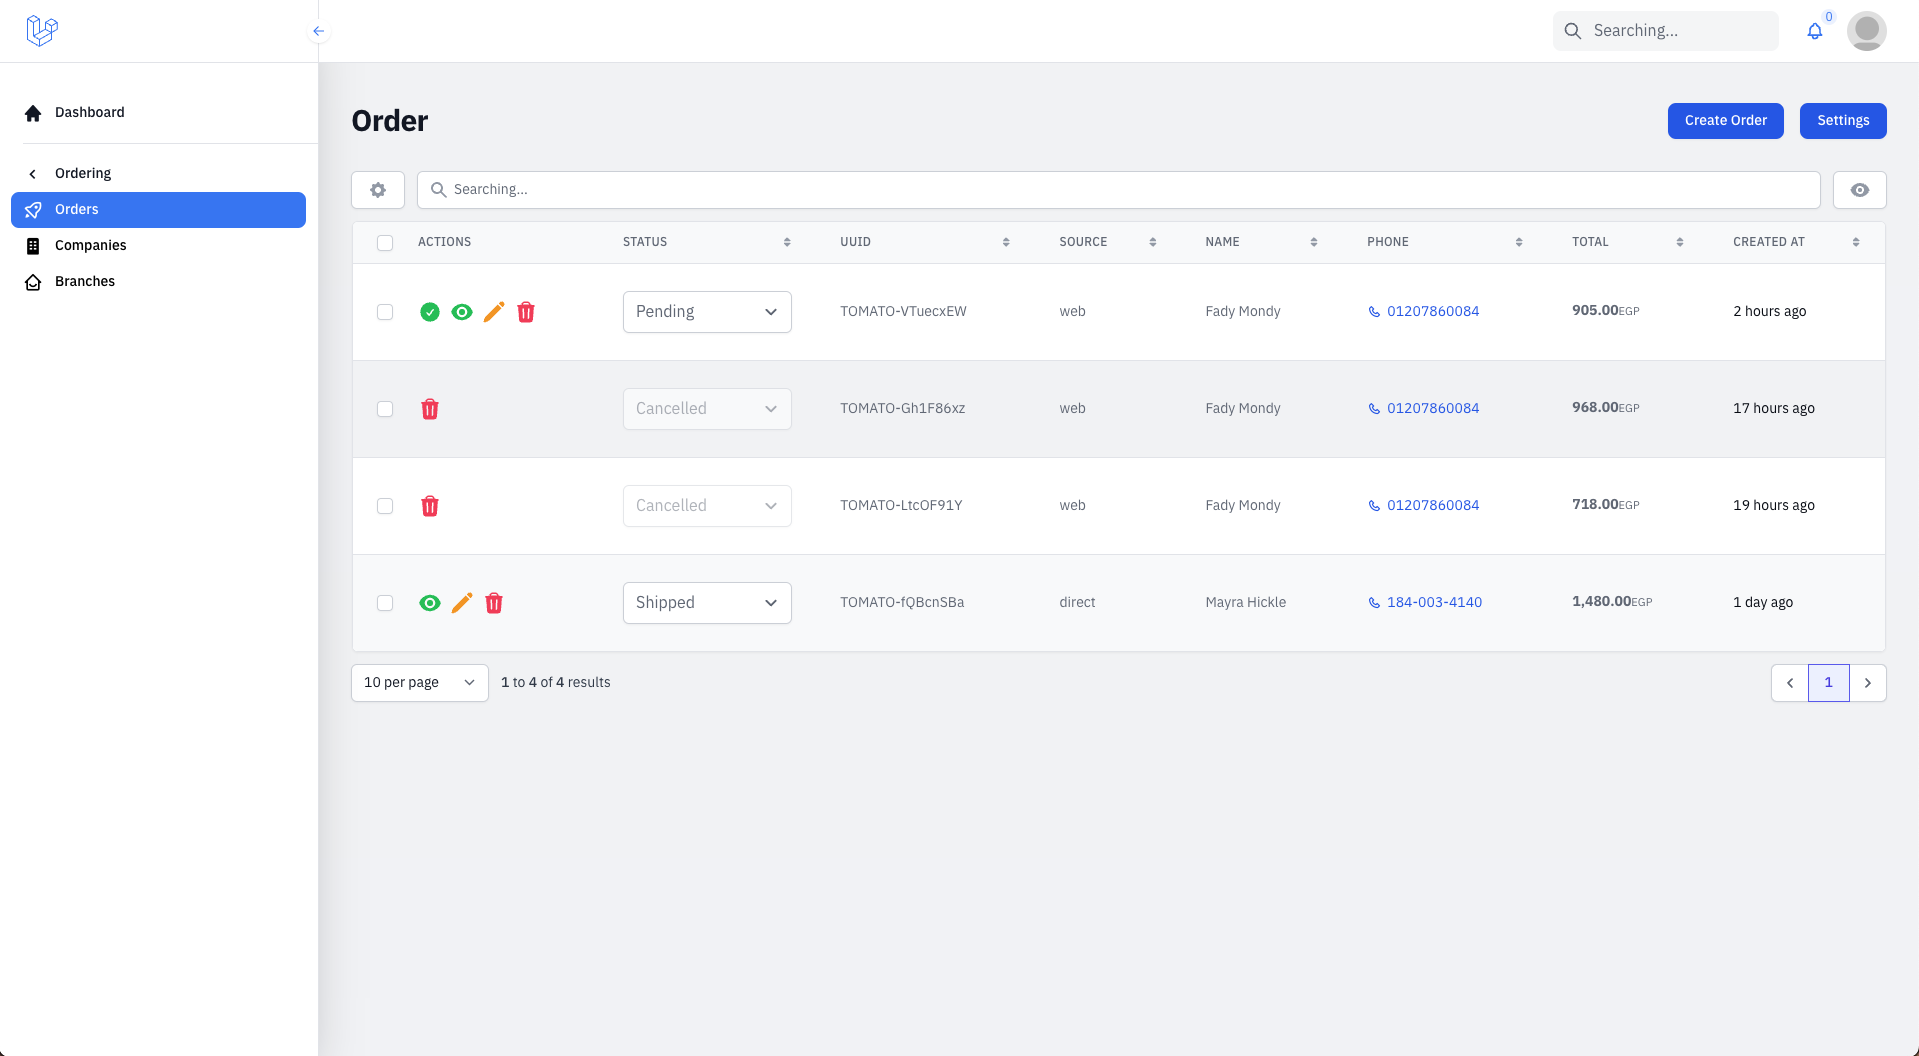 Searching...
0
Dashboard
Ordering
Orders
Companies
Branches
Order
Create Order
Settings
Searching...
ACTIONS STATUS UUID SOURCE NAME PHONE TOTAL CREATED AT
Pending TOMATO-VTuecxEW web Fady Mondy 01207860084 905.00EGP 2 hours ago
Cancelled TOMATO-Gh1F86xz web Fady Mondy 01207860084 968.00EGP 17 hours ago
Cancelled TOMATO-LtcOF91Y web Fady Mondy 01207860084 718.00EGP 19 hours ago
Shipped TOMATO-fQBcnSBa direct Mayra Hickle 184-003-4140 1,480.00EGP 1 day ago
10 per page 1 to 4 of 4 results 1